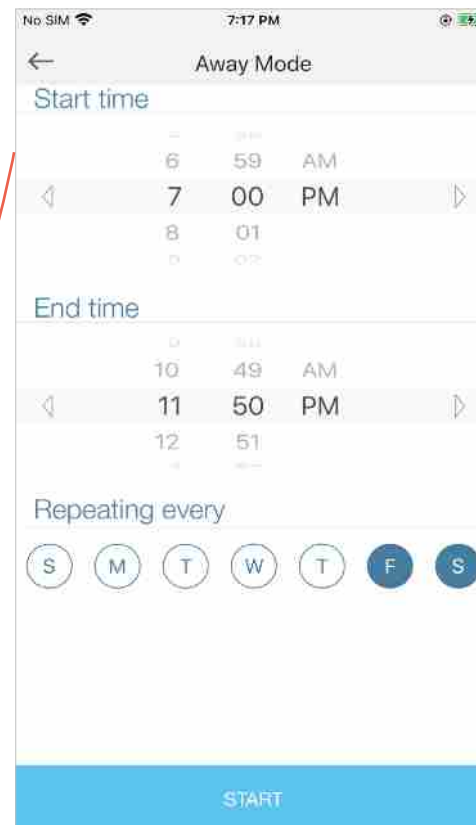 No SIM 7:17 PM
Away Mode
Start time
6 59 AM
7 00 PM
8 01
End time
10 49 AM
11 50 PM
12 51
Repeating every
S M T W T F S
START